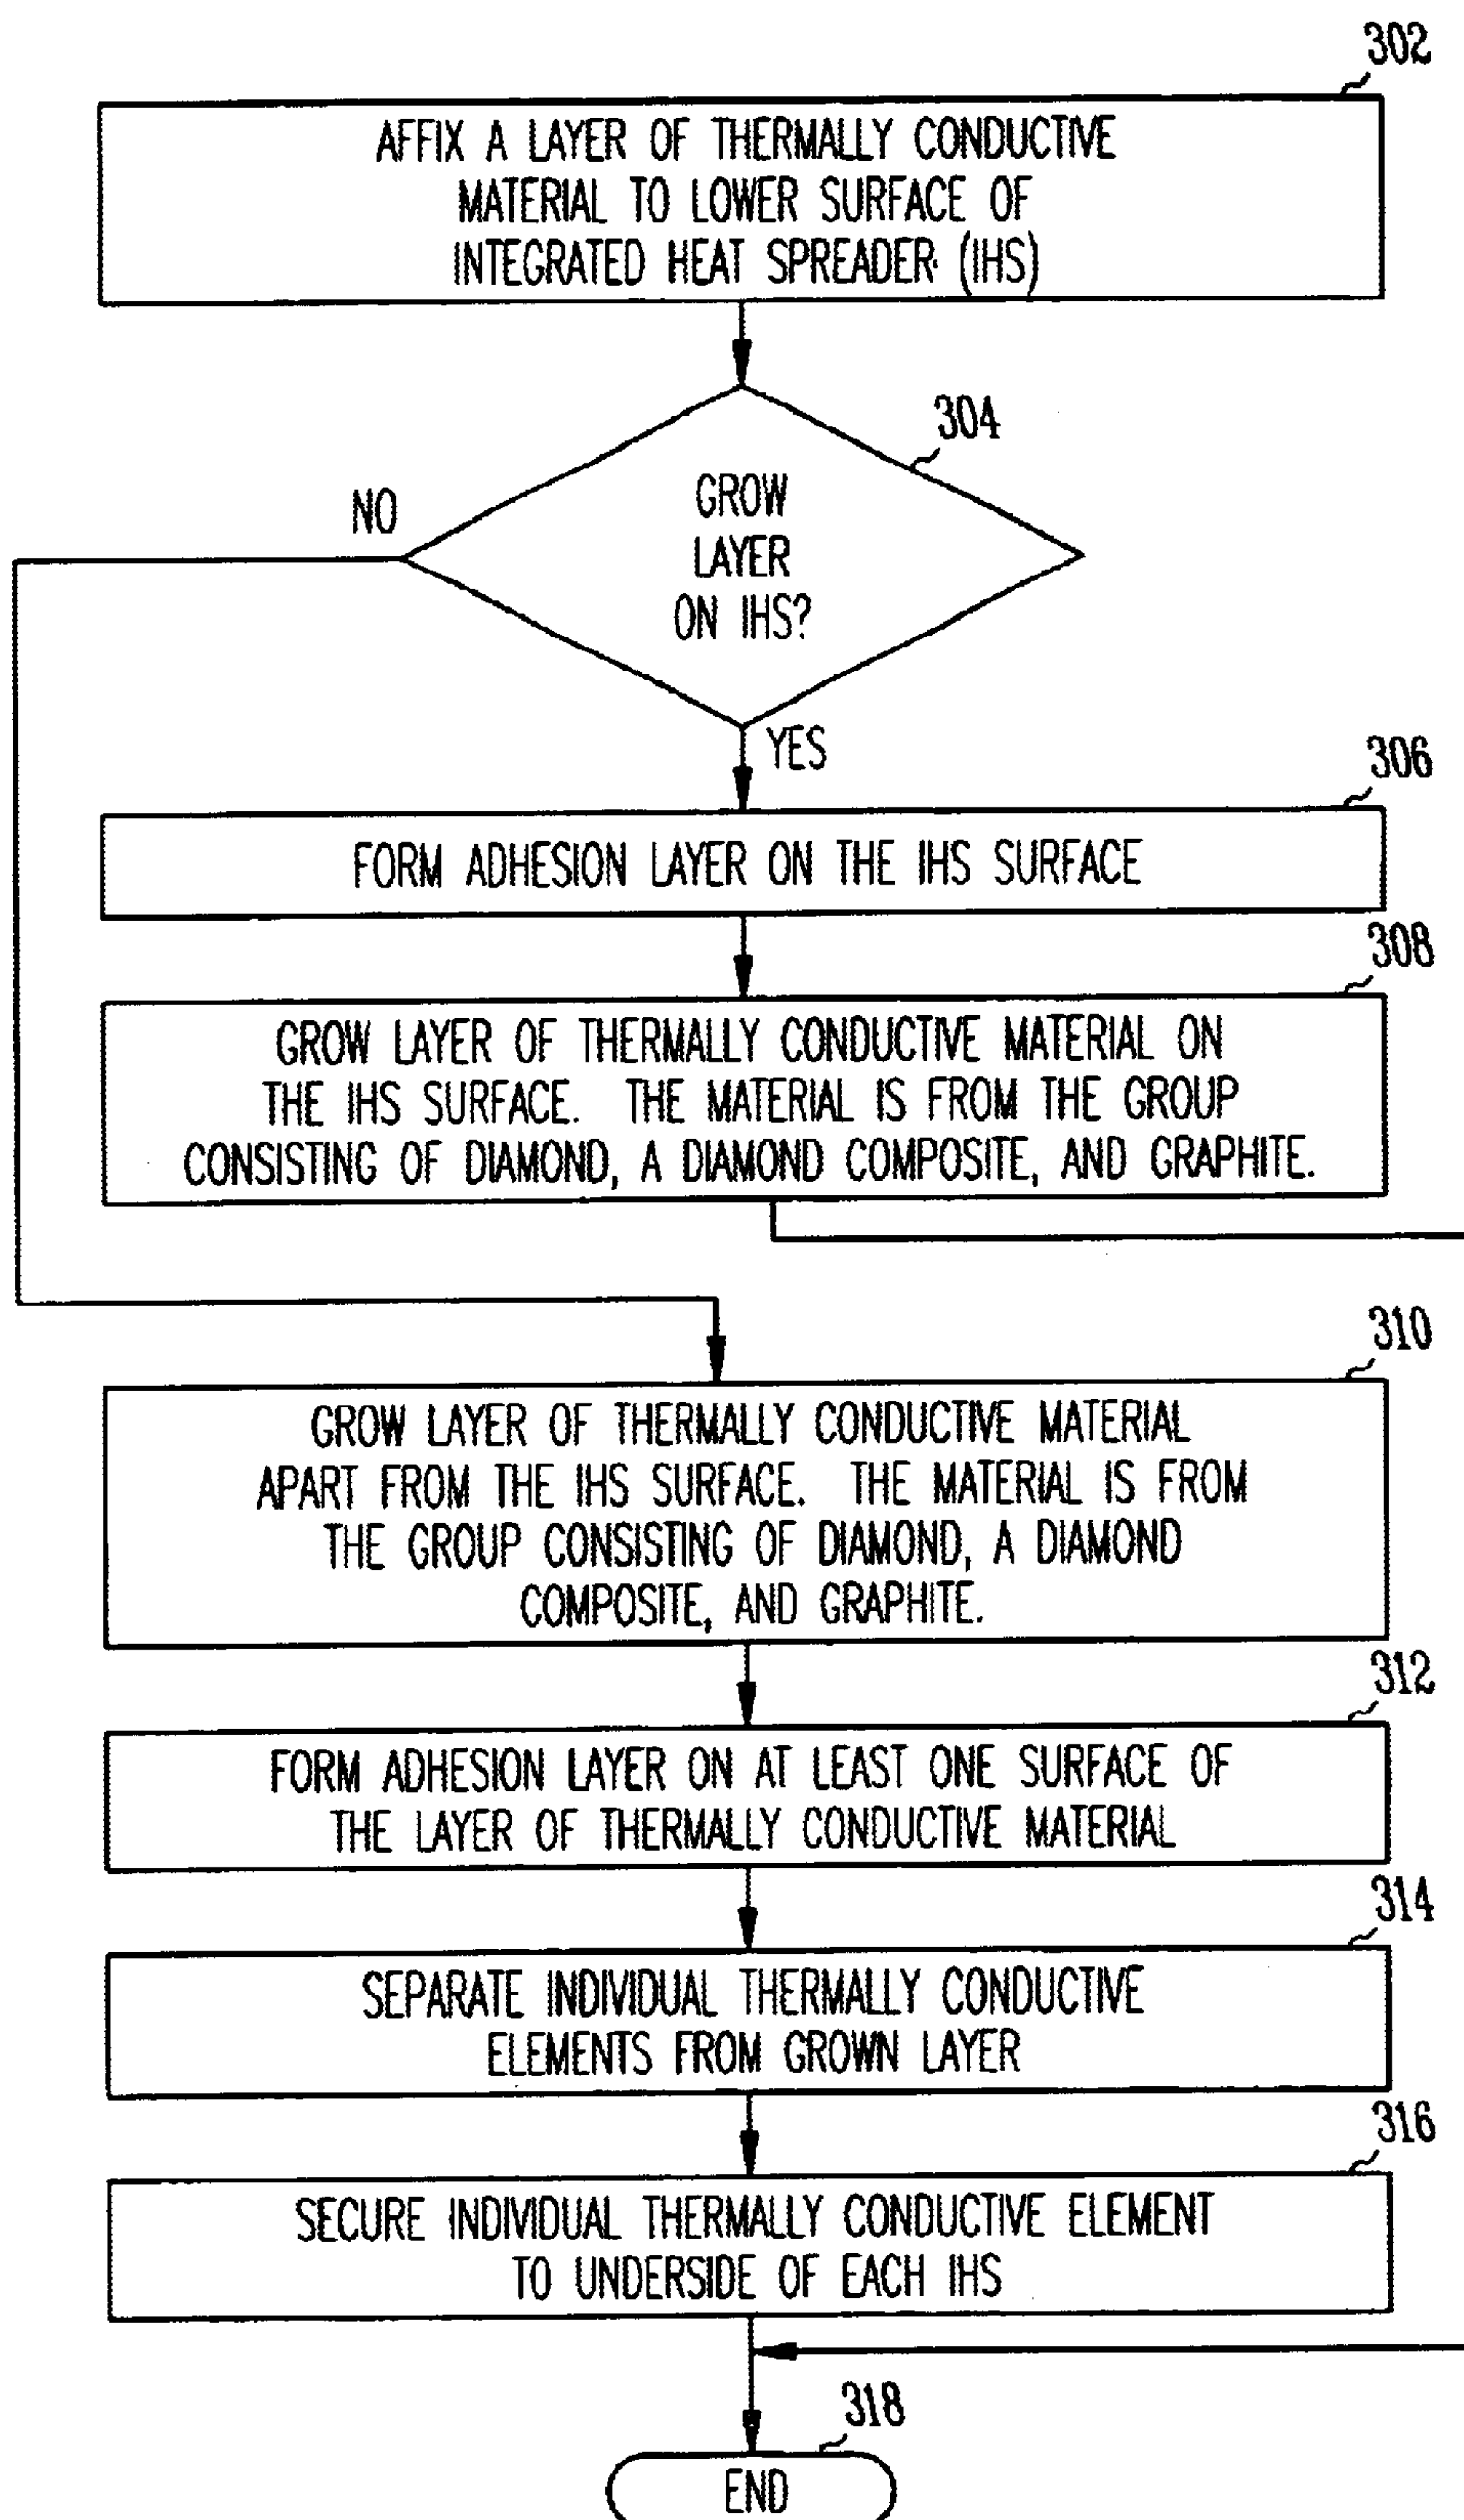 302
AFFIX A LAYER OF THERMALLY CONDUCTIVE
MATERIAL TO LOWER SURFACE OF
INTEGRATED HEAT SPREADER (IHS)
304
GROW
LAYER
ON IHS?
NO
YES
306
FORM ADHESION LAYER ON THE IHS SURFACE
308
GROW LAYER OF THERMALLY CONDUCTIVE MATERIAL ON
THE IHS SURFACE. THE MATERIAL IS FROM THE GROUP
CONSISTING OF DIAMOND, A DIAMOND COMPOSITE, AND GRAPHITE.
310
GROW LAYER OF THERMALLY CONDUCTIVE MATERIAL
APART FROM THE IHS SURFACE. THE MATERIAL IS FROM
THE GROUP CONSISTING OF DIAMOND, A DIAMOND
COMPOSITE, AND GRAPHITE.
312
FORM ADHESION LAYER ON AT LEAST ONE SURFACE OF
THE LAYER OF THERMALLY CONDUCTIVE MATERIAL
314
SEPARATE INDIVIDUAL THERMALLY CONDUCTIVE
ELEMENTS FROM GROWN LAYER
316
SECURE INDIVIDUAL THERMALLY CONDUCTIVE ELEMENT
TO UNDERSIDE OF EACH IHS
318
END